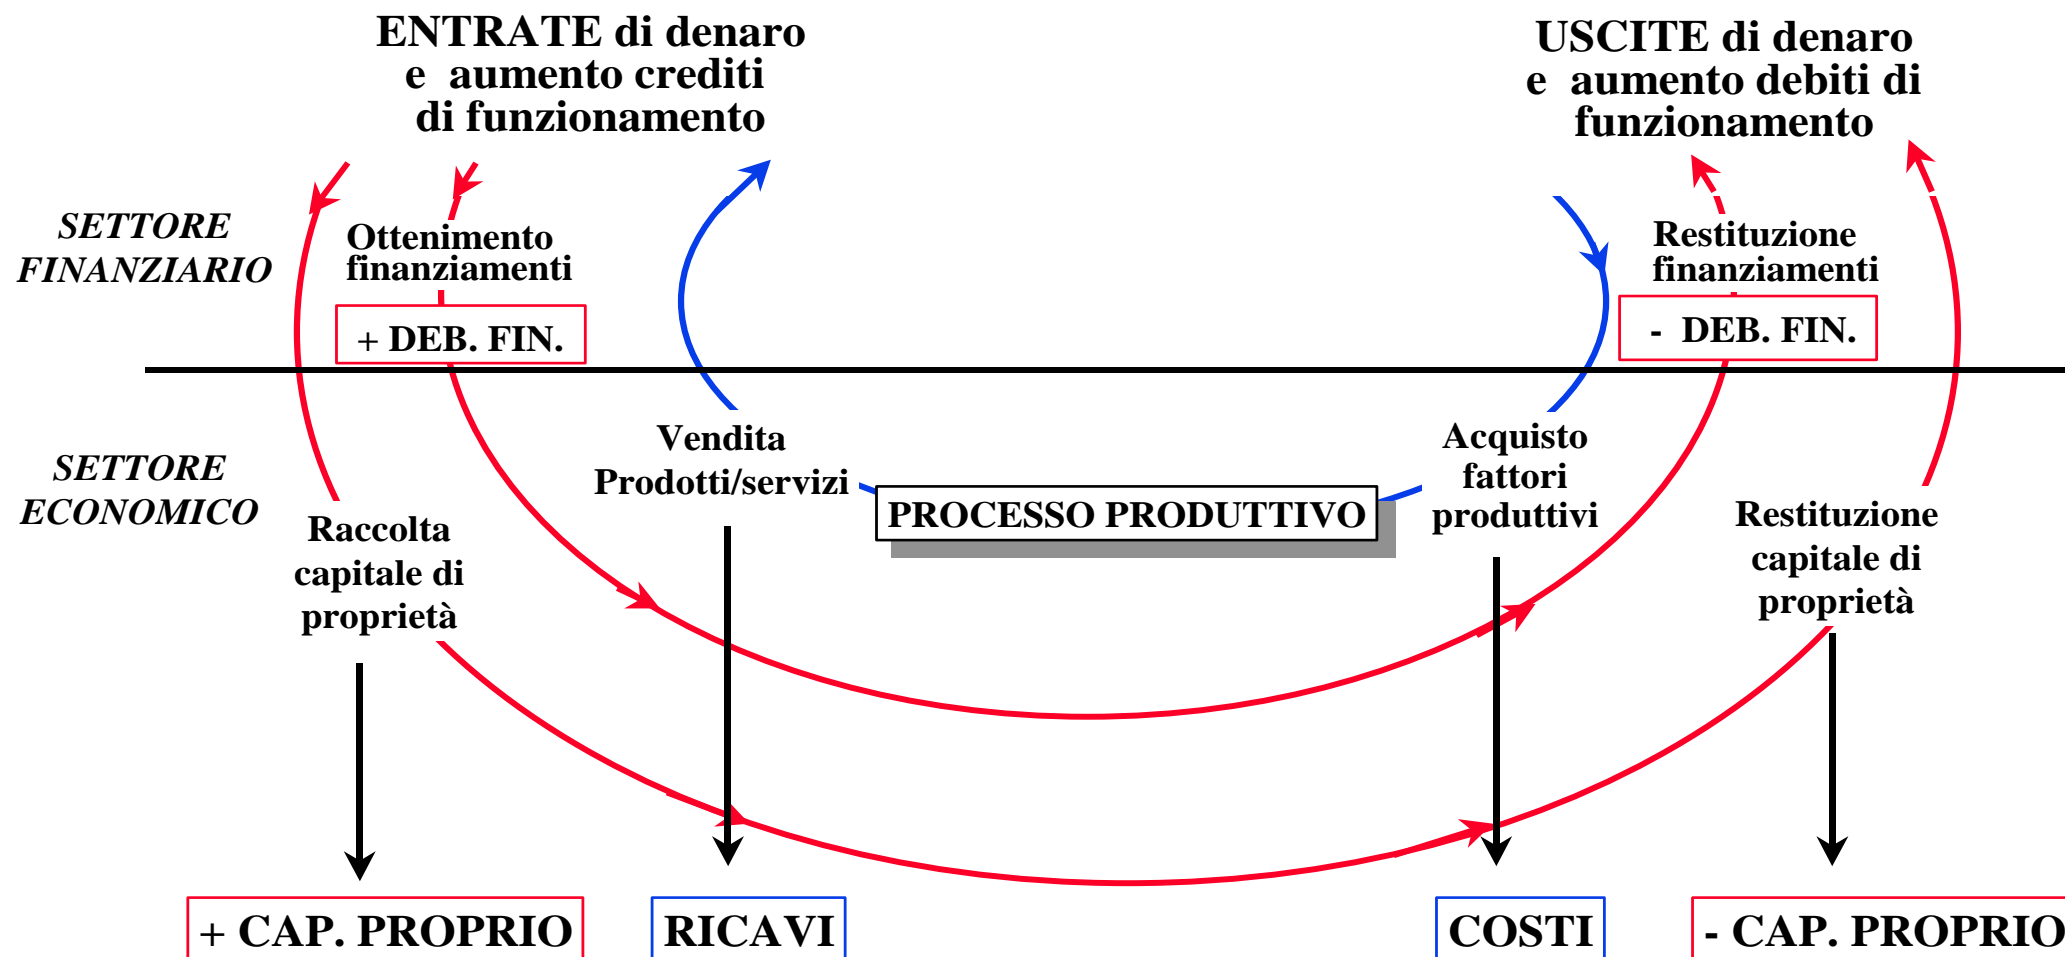 ENTRATE di denaro
e aumento crediti
di funzionamento
USCITE di denaro
e aumento debiti di
funzionamento
SETTORE
FINANZIARIO
Ottenimento
finanziamenti
+ DEB. FIN.
Restituzione
finanziamenti
- DEB. FIN.
SETTORE
ECONOMICO
Raccolta
capitale di
proprietà
Vendita
Prodotti/servizi
PROCESSO PRODUTTIVO
Acquisto
fattori
produttivi
Restituzione
capitale di
proprietà
+ CAP. PROPRIO
RICAVI
COSTI
- CAP. PROPRIO